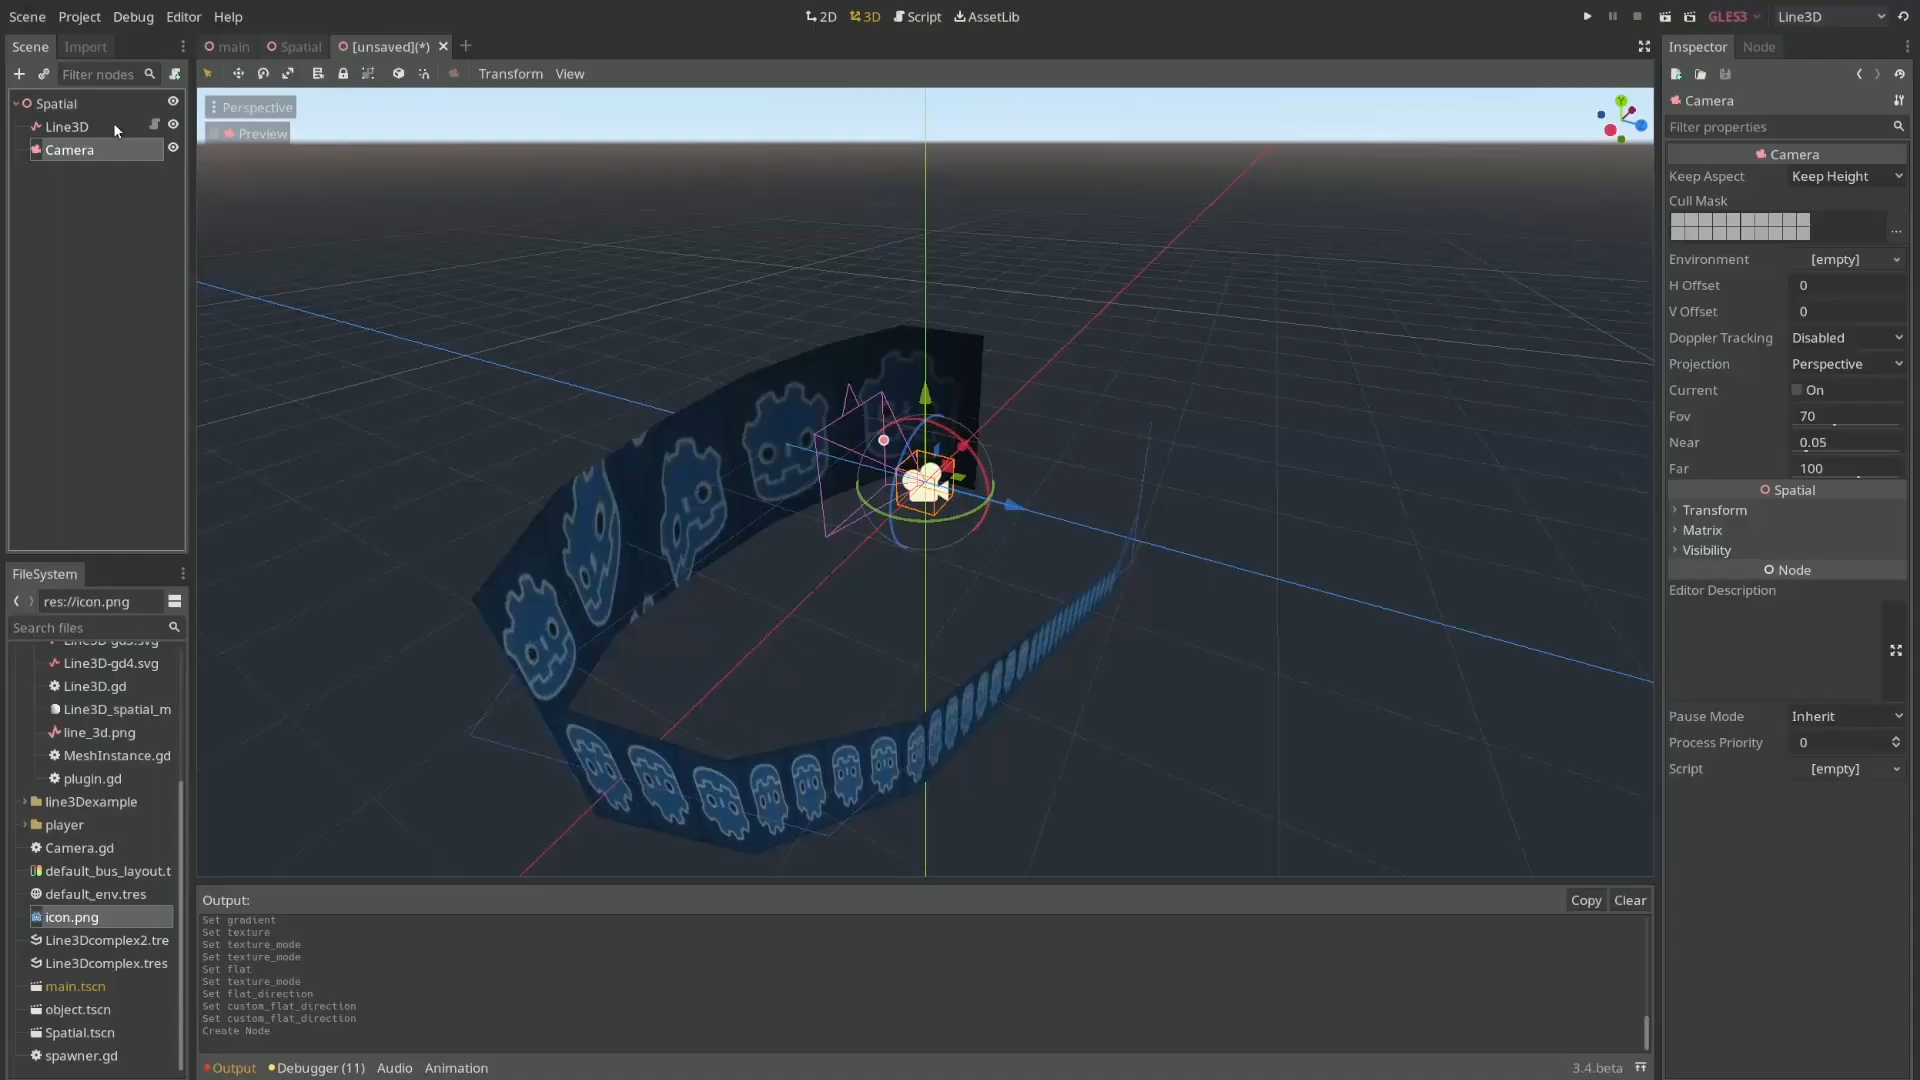 Scene Project Debug Editor Help
2D 3D Script AssetLib
GLES3 Line3D
Scene Import
main Spatial [unsaved](*)
Inspector Node
Filter nodes
Transform View
Spatial
Line3D
Camera
Perspective
Preview
Camera
Filter properties
Camera
Keep Aspect Keep Height
Cull Mask
Environment [empty]
H Offset 0
V Offset 0
Doppler Tracking Disabled
Projection Perspective
Current On
Fov 70
Near 0.05
Far 100
Spatial
Transform
Matrix
Visibility
Node
Editor Description
Pause Mode Inherit
Process Priority 0
Script [empty]
FileSystem
res://icon.png
Search files
Line3D-gd3.svg
Line3D-gd4.svg
Line3D.gd
Line3D_spatial_m
line_3d.png
MeshInstance.gd
plugin.gd
line3Dexample
player
Camera.gd
default_bus_layout.t
default_env.tres
icon.png
Line3Dcomplex2.tre
Line3Dcomplex.tres
main.tscn
object.tscn
Spatial.tscn
spawner.gd
Output:
Copy Clear
Set gradient
Set texture
Set texture_mode
Set texture_mode
Set flat
Set texture_mode
Set flat_direction
Set custom_flat_direction
Set custom_flat_direction
Create Node
Output Debugger (11) Audio Animation
3.4.beta